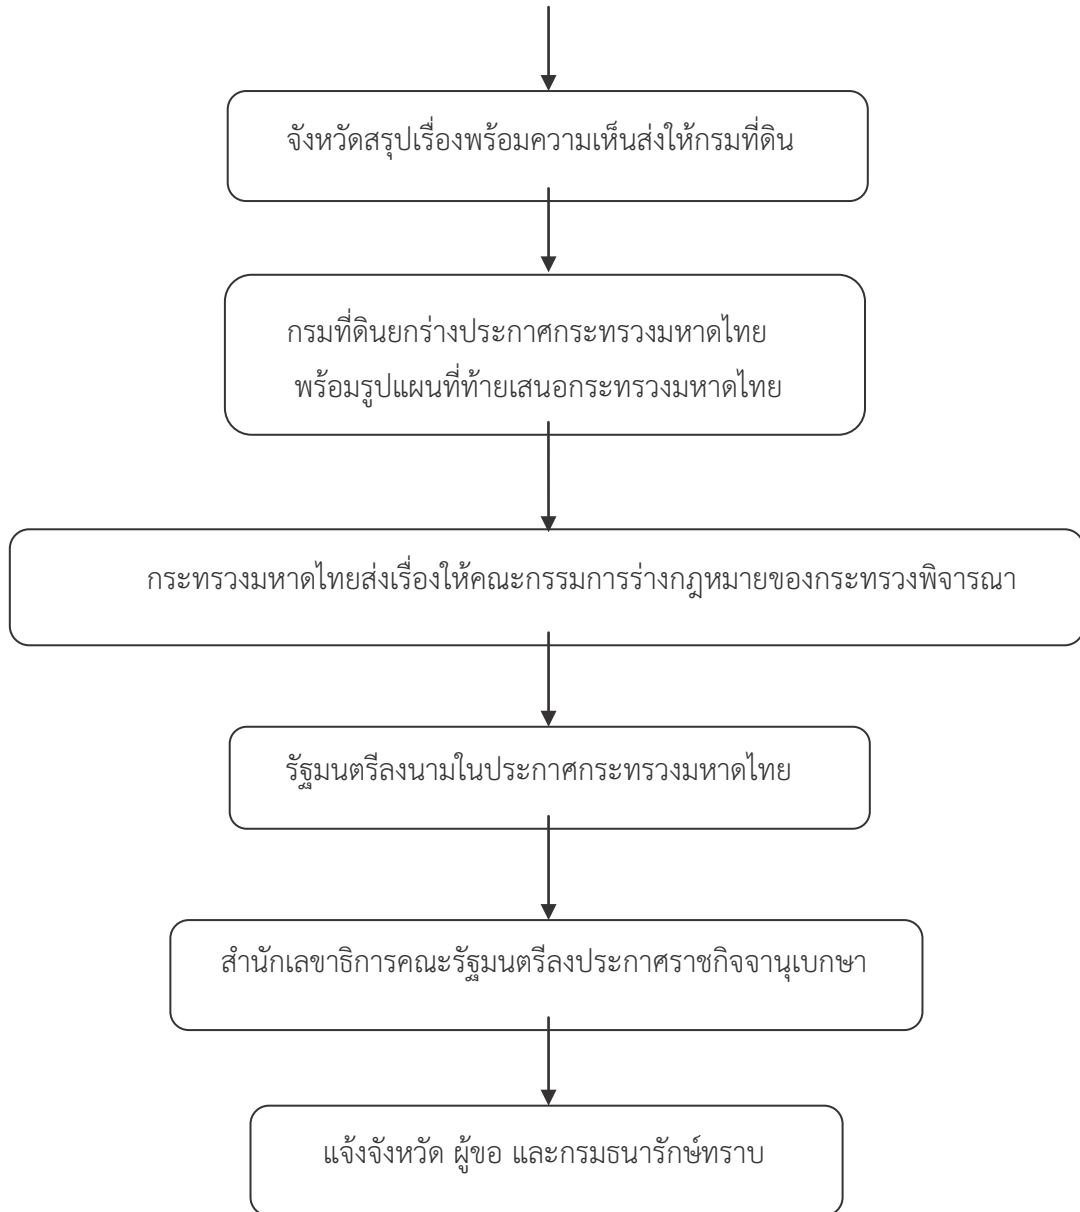 จังหวัดสรุปเรื่องพร้อมความเห็นส่งให้กรมที่ดิน
กรมที่ดินยกร่างประกาศกระทรวงมหาดไทย
พร้อมรูปแผนที่ท้ายเสนอกระทรวงมหาดไทย
กระทรวงมหาดไทยส่งเรื่องให้คณะกรรมการร่างกฎหมายของกระทรวงพิจารณา
รัฐมนตรีลงนามในประกาศกระทรวงมหาดไทย
สำนักเลขาธิการคณะรัฐมนตรีลงประกาศราชกิจจานุเบกษา
แจ้งจังหวัด ผู้ขอ และกรมธนารักษ์ทราบ